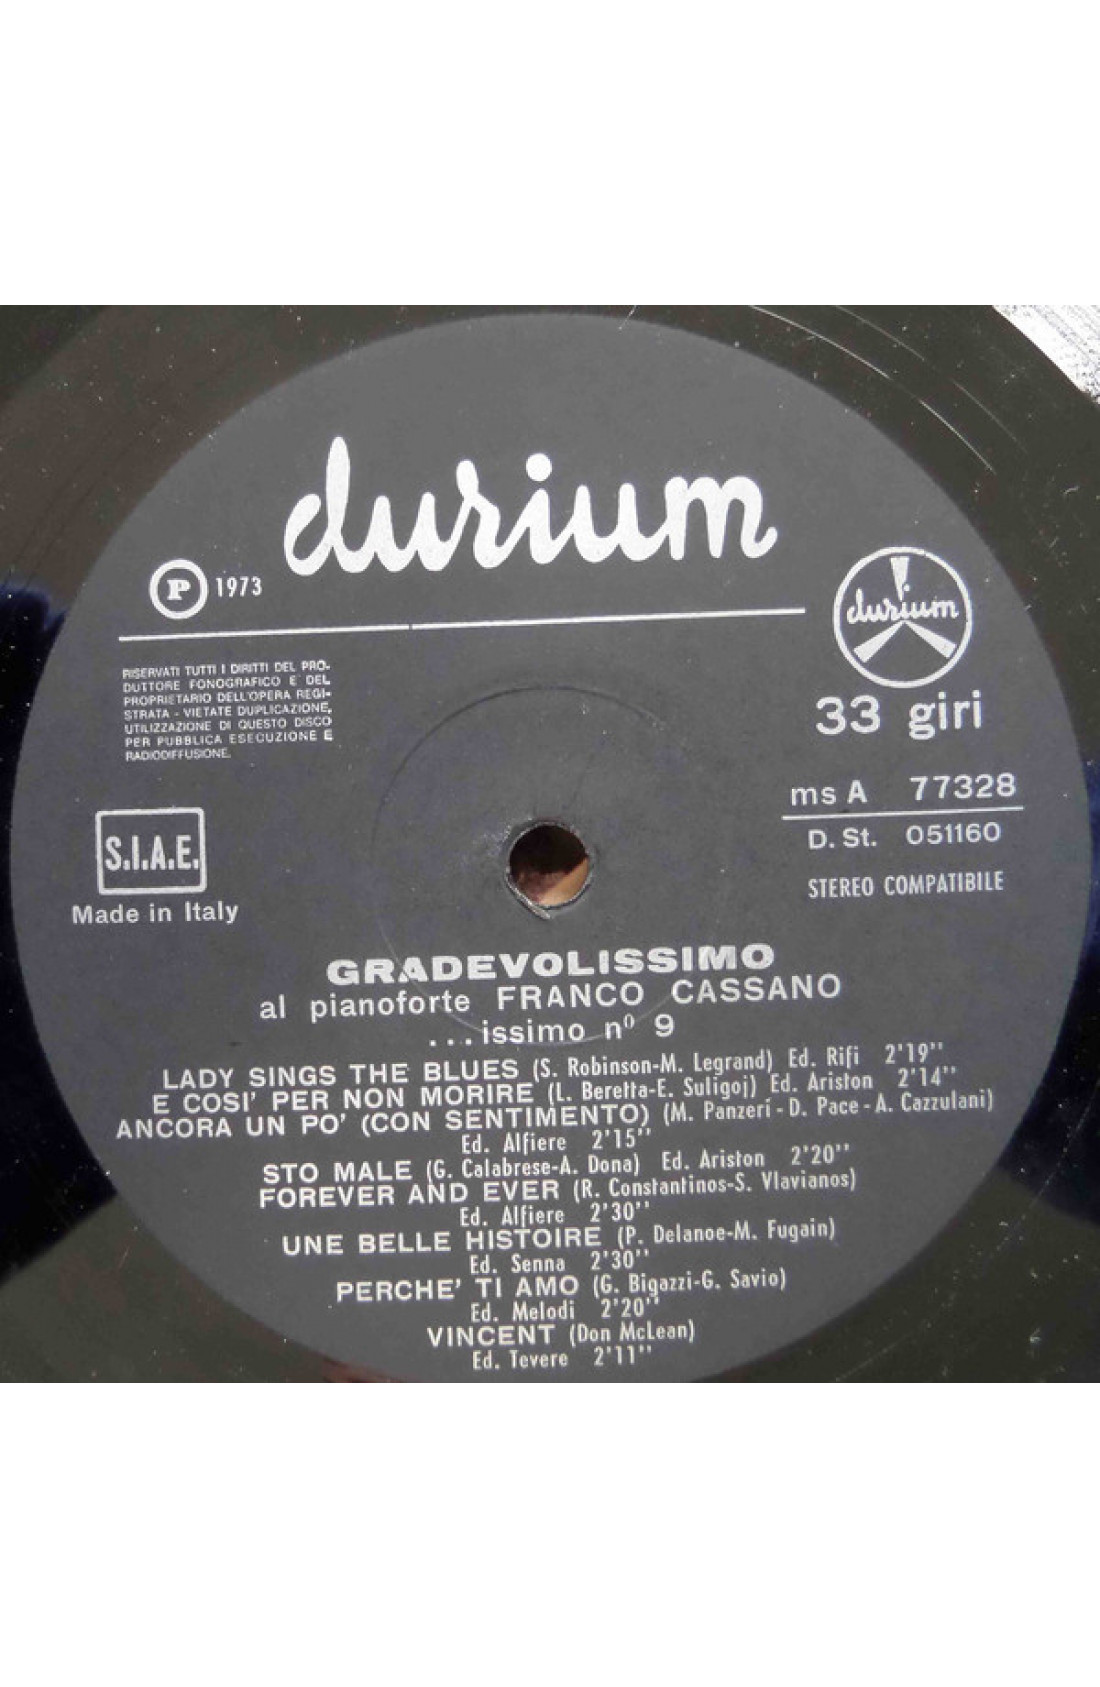 durium
P 1973
durium
RISERVATI TUTTI I DIRITTI DEL PRO-
DUTTORE FONOGRAFICO E DEL
PROPRIETARIO DELL'OPERA REGI-
STRATA - VIETATE DUPLICAZIONE,
UTILIZZAZIONE DI QUESTO DISCO
PER PUBBLICA ESECUZIONE E
RADIODIFFUSIONE.
33 giri
ms A 77328
D. St. 051160
STEREO COMPATIBILE
S.I.A.E.
Made in Italy
GRADEVOLISSIMO
al pianoforte FRANCO CASSANO
...issimo nº 9
LADY SINGS THE BLUES (S. Robinson-M. Legrand) Ed. Rifi 2'19''
E COSI' PER NON MORIRE (L. Beretta-E. Suligoj) Ed. Ariston 2'14''
ANCORA UN PO' (CON SENTIMENTO) (M. Panzeri-D. Pace-A. Cazzulani)
Ed. Alfiere 2'15''
STO MALE (G. Calabrese-A. Dona) Ed. Ariston 2'20''
FOREVER AND EVER (R. Constantinos-S. Vlavianos)
Ed. Alfiere 2'30''
UNE BELLE HISTOIRE (P. Delanoe-M. Fugain)
Ed. Senna 2'30''
PERCHE' TI AMO (G. Bigazzi-G. Savio)
Ed. Melodi 2'20''
VINCENT (Don McLean)
Ed. Tevere 2'11''